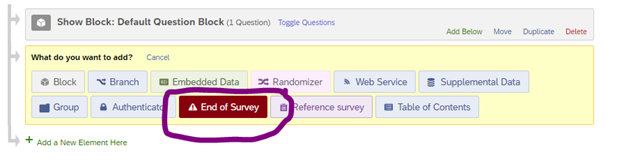 Show Block: Default Question Block (1 Question) Toggle Questions
Add Below Move Duplicate Delete
What do you want to add? Cancel
Block Branch Embedded Data Randomizer Web Service Supplemental Data
Group Authenticator End of Survey Reference survey Table of Contents
Add a New Element Here